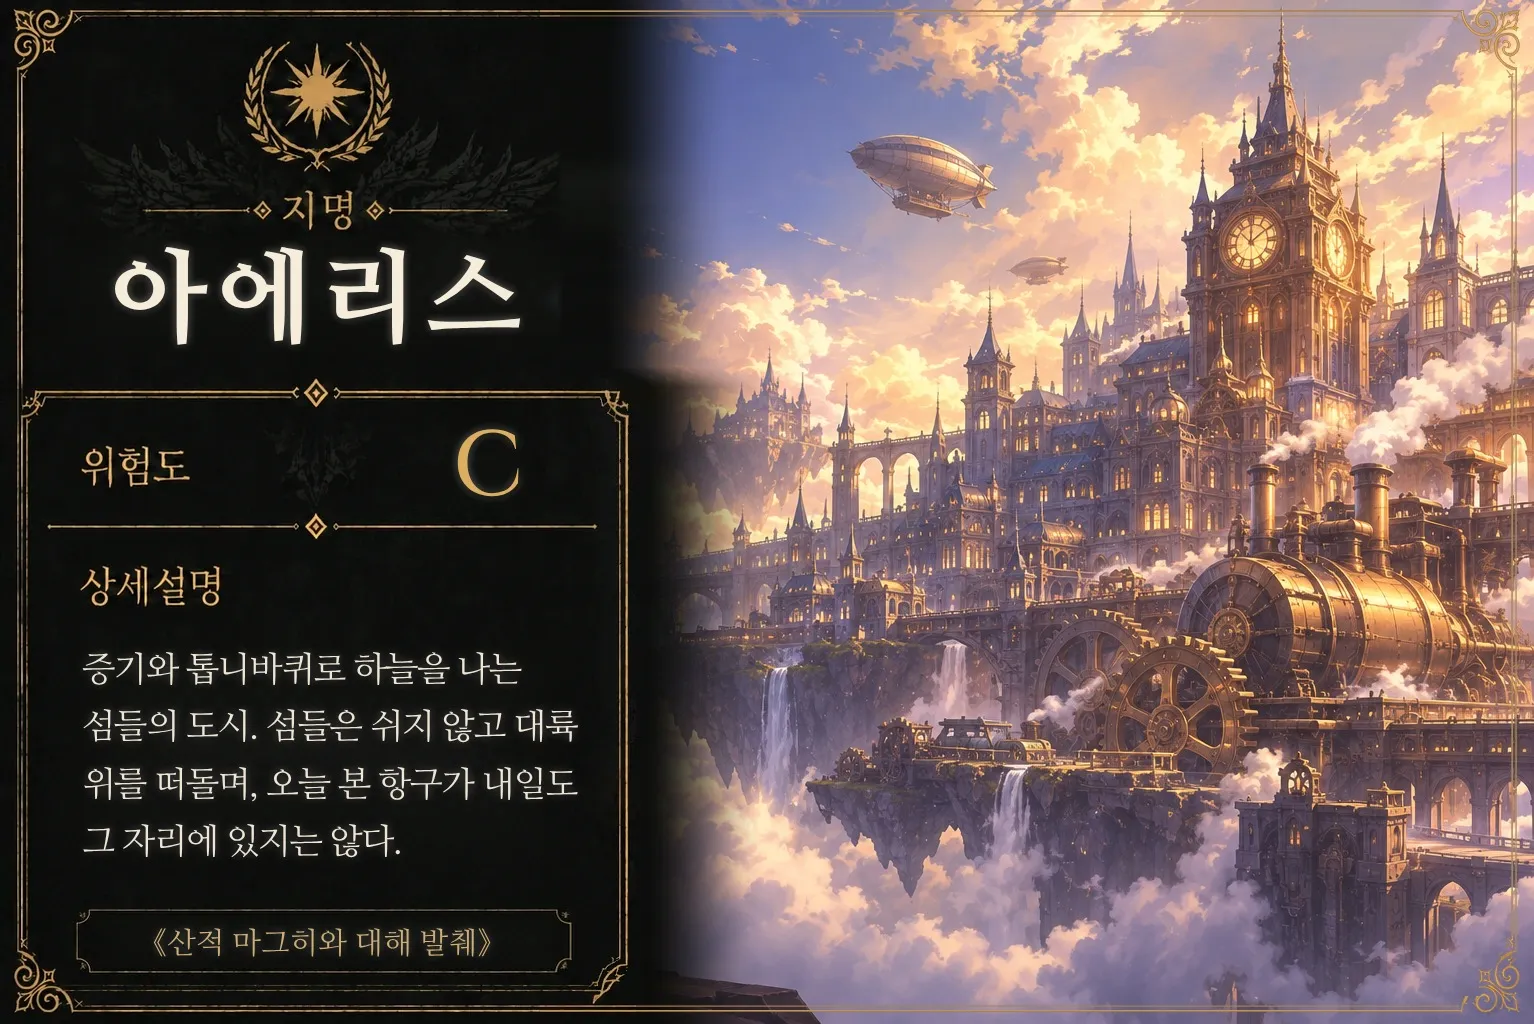 지명
아에리스
위험도 C
상세설명
증기와 톱니바퀴로 하늘을 나는
섬들의 도시. 섬들은 쉬지 않고 대륙
위를 떠돌며, 오늘 본 항구가 내일도
그 자리에 있지는 않다.
《산적 마그히와 대해 발췌》